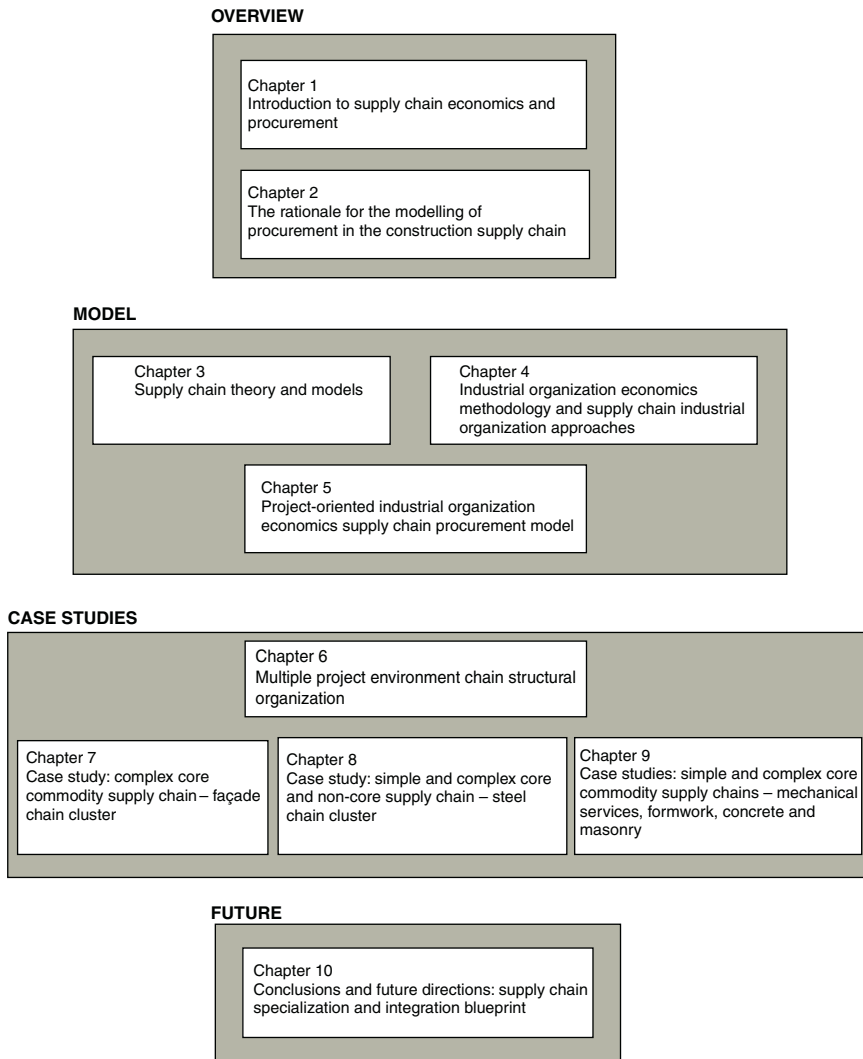 OVERVIEW
Chapter 1
Introduction to supply chain economics and
procurement
Chapter 2
The rationale for the modelling of
procurement in the construction supply chain
MODEL
Chapter 3
Supply chain theory and models
Chapter 4
Industrial organization economics
methodology and supply chain industrial
organization approaches
Chapter 5
Project-oriented industrial organization
economics supply chain procurement model
CASE STUDIES
Chapter 6
Multiple project environment chain structural
organization
Chapter 7
Case study: complex core
commodity supply chain – façade
chain cluster
Chapter 8
Case study: simple and complex core
and non-core supply chain – steel
chain cluster
Chapter 9
Case studies: simple and complex core
commodity supply chains – mechanical
services, formwork, concrete and
masonry
FUTURE
Chapter 10
Conclusions and future directions: supply chain
specialization and integration blueprint